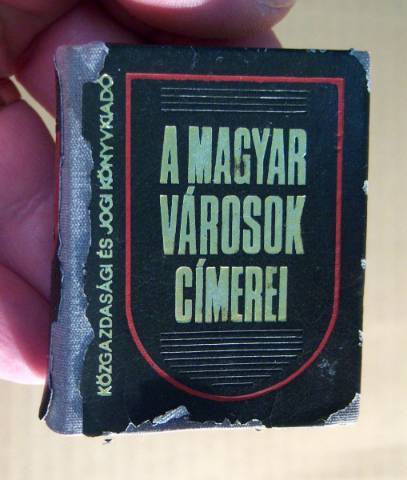 A MAGYAR
VÁROSOK
CÍMEREI
KÖZGAZDASÁGI ÉS JOGI KÖNYVKIADÓ